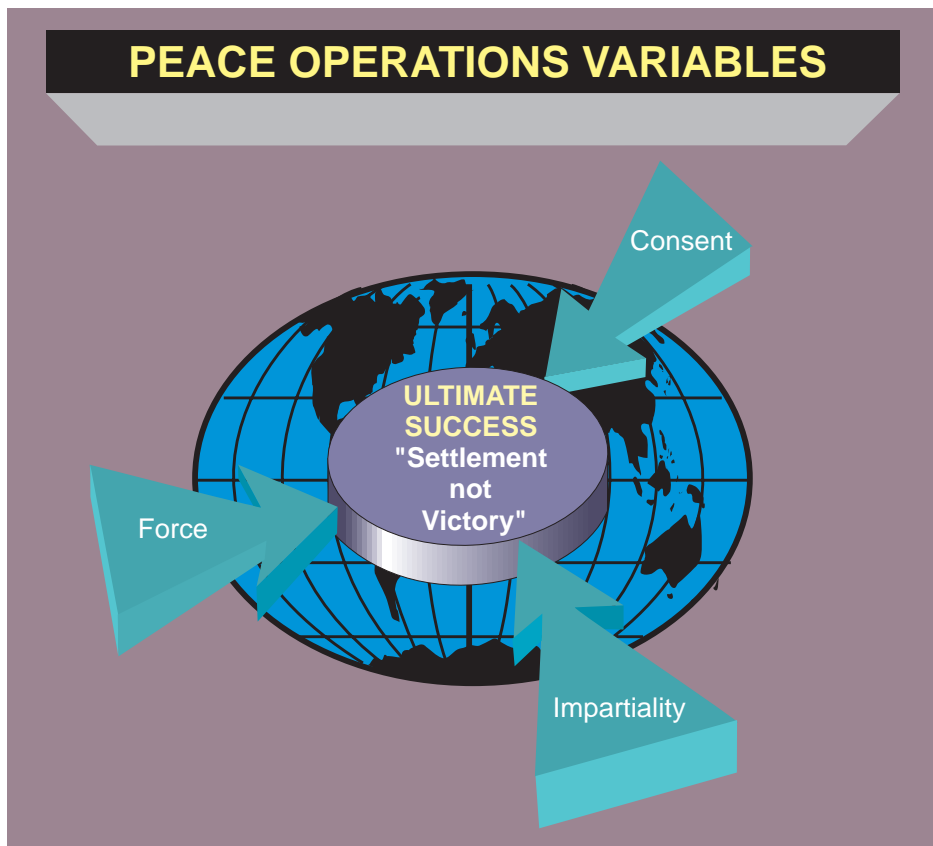 PEACE OPERATIONS VARIABLES
Consent
ULTIMATE
SUCCESS
"Settlement
not
Victory"
Force
Impartiality